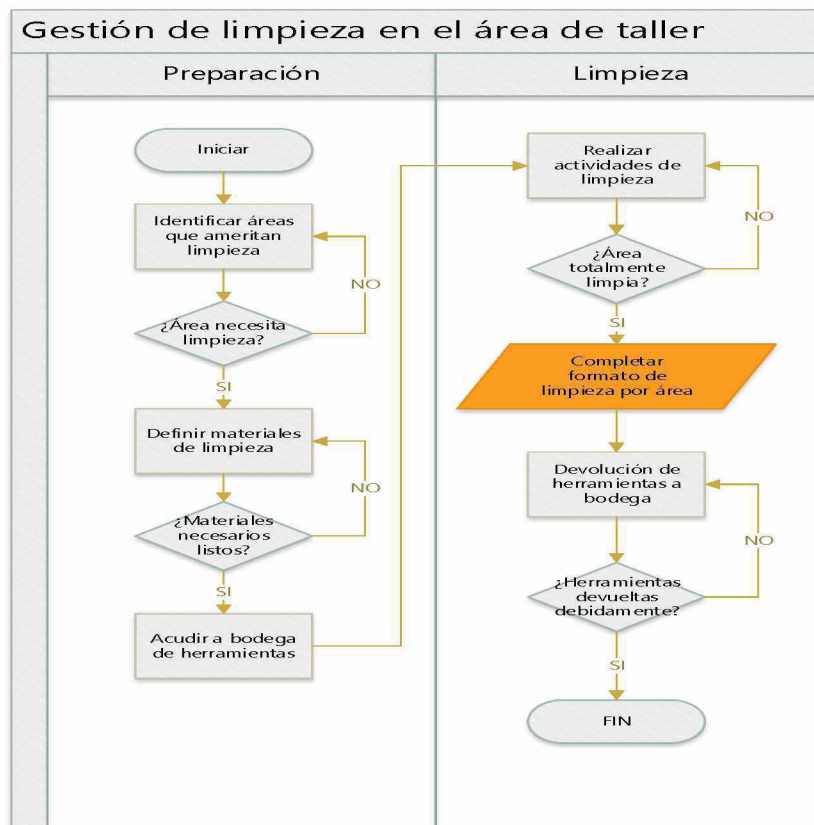 Gestión de limpieza en el área de taller
Preparación
Limpieza
Iniciar
Identificar áreas
que ameritan
limpieza
NO
¿Área necesita
limpieza?
SI
Definir materiales
de limpieza
NO
¿Materiales
necesarios
listos?
SI
Acudir a bodega
de herramientas
Realizar
actividades de
limpieza
NO
¿Área
totalmente
limpia?
SI
Completar
formato de
limpieza por área
Devolución de
herramientas a
bodega
NO
¿Herramientas
devueltas
debidamente?
SI
FIN